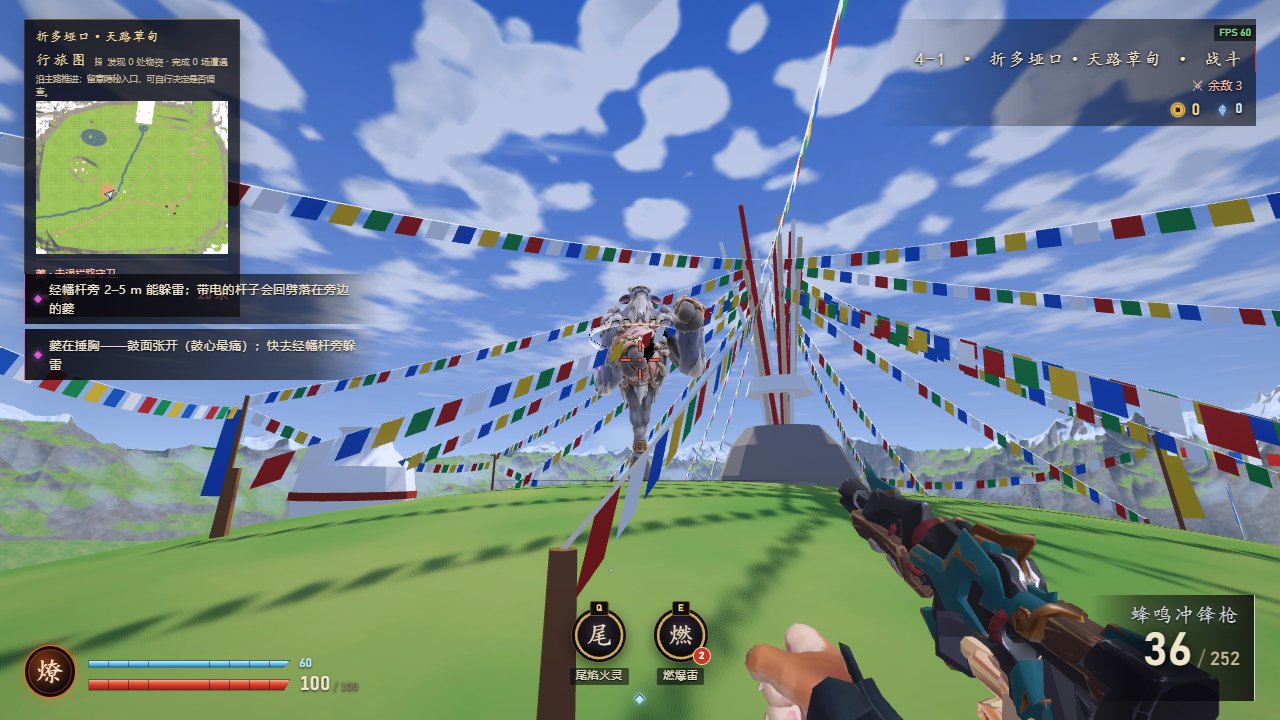 折多垭口•天路草甸
行旅图
发现 0 处物资·完成 0 场遭遇
沿主路推进；留意隐秘入口，可自行决定是否调查。
经幡杆旁 2–5 m 能躲雷；带电的杆子会回劈落在旁边
的夔
夔在捶胸——鼓面张开（鼓心最痛）；快去经幡杆旁躲
雷
FPS 60
4-1 • 折多垭口•天路草甸 • 战斗
余敌 3
0 0
Q
尾
尾焰火灵
E
燃
2
燃爆雷
燎
60
100 / 100
蜂鸣冲锋枪
36 / 252